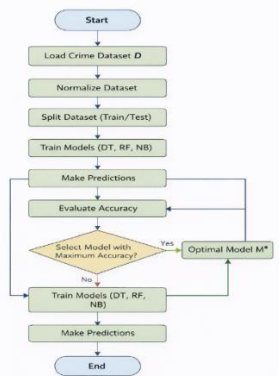 Start
Load Crime Dataset D
Normalize Dataset
Split Dataset (Train/Test)
Train Models (DT, RF, NB)
Make Predictions
Evaluate Accuracy
Select Model with
Maximum Accuracy?
Yes
Optimal Model M*
No
Train Models (DT, RF,
NB)
Make Predictions
End